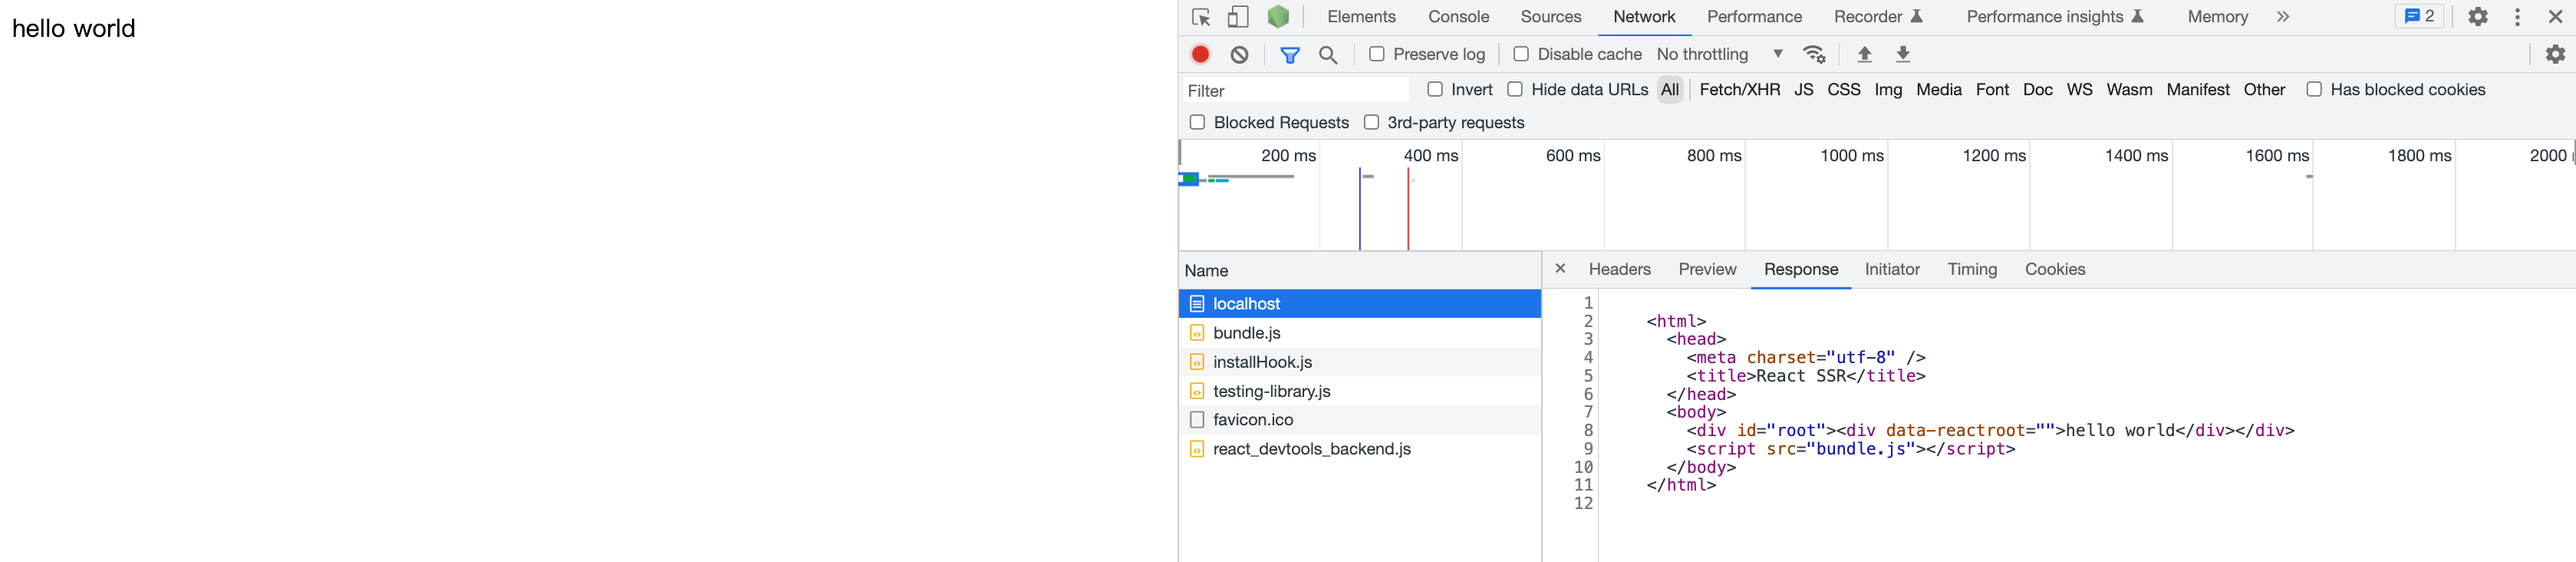 hello world
Elements Console Sources Network Performance Recorder Performance insights Memory 2
Preserve log Disable cache No throttling
Filter Invert Hide data URLs All Fetch/XHR JS CSS Img Media Font Doc WS Wasm Manifest Other Has blocked cookies
Blocked Requests 3rd-party requests
200 ms 400 ms 600 ms 800 ms 1000 ms 1200 ms 1400 ms 1600 ms 1800 ms 2000
Name
localhost
bundle.js
installHook.js
testing-library.js
favicon.ico
react_devtools_backend.js
Headers Preview Response Initiator Timing Cookies
1
2 <html>
3 <head>
4 <meta charset="utf-8" />
5 <title>React SSR</title>
6 </head>
7 <body>
8 <div id="root"><div data-reactroot="">hello world</div></div>
9 <script src="bundle.js"></script>
10 </body>
11 </html>
12